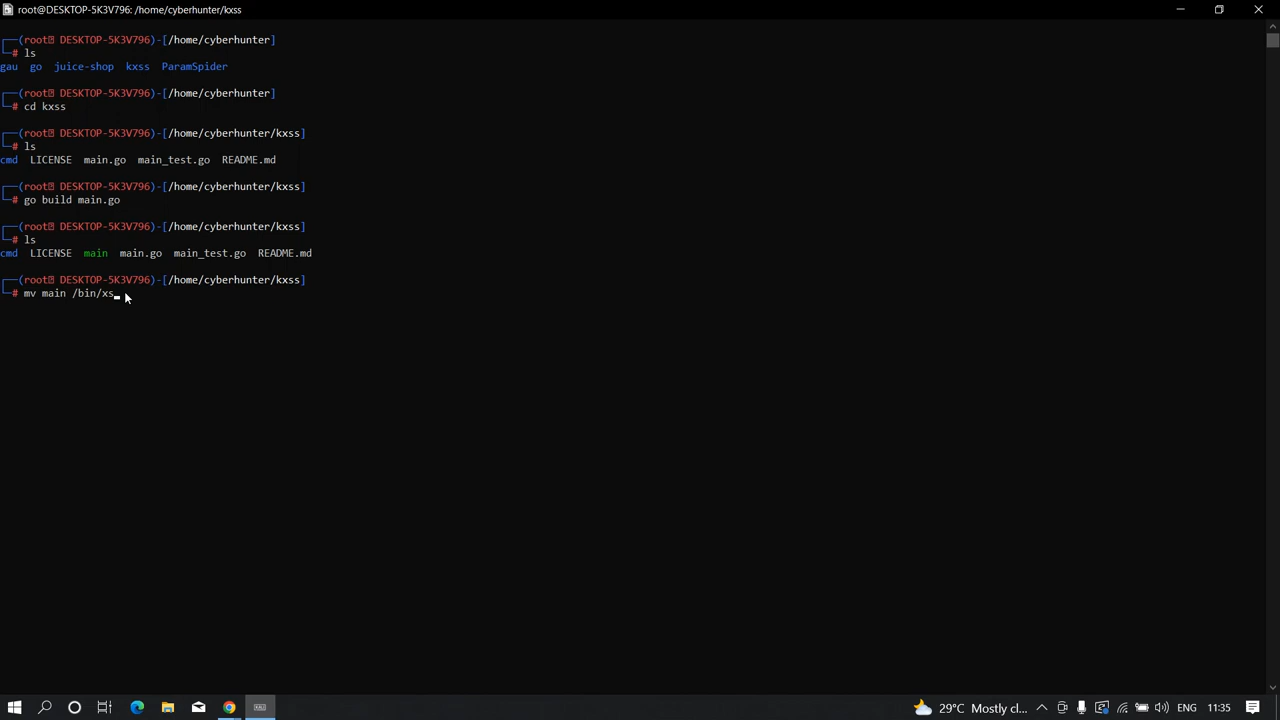 root@DESKTOP-5K3V796: /home/cyberhunter/kxss
┌──(root㉿ DESKTOP-5K3V796)-[/home/cyberhunter]
└─# ls
gau go juice-shop kxss ParamSpider
┌──(root㉿ DESKTOP-5K3V796)-[/home/cyberhunter]
└─# cd kxss
┌──(root㉿ DESKTOP-5K3V796)-[/home/cyberhunter/kxss]
└─# ls
cmd LICENSE main.go main_test.go README.md
┌──(root㉿ DESKTOP-5K3V796)-[/home/cyberhunter/kxss]
└─# go build main.go
┌──(root㉿ DESKTOP-5K3V796)-[/home/cyberhunter/kxss]
└─# ls
cmd LICENSE main main.go main_test.go README.md
┌──(root㉿ DESKTOP-5K3V796)-[/home/cyberhunter/kxss]
└─# mv main /bin/xs
29°C Mostly cl... ENG 11:35